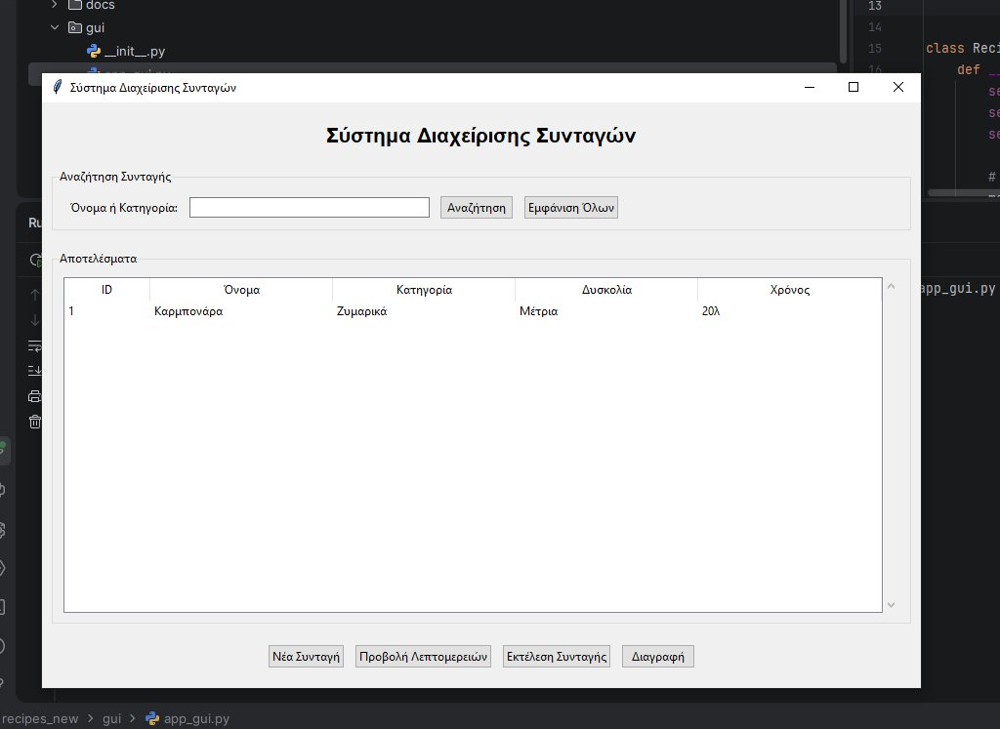 docs
gui
__init__.py
13
14
15 class Reci
16 def __
se
se
se
#
Σύστημα Διαχείρισης Συνταγών
Σύστημα Διαχείρισης Συνταγών
Αναζήτηση Συνταγής
Όνομα ή Κατηγορία: Αναζήτηση Εμφάνιση Όλων
Ru
Αποτελέσματα
ID Όνομα Κατηγορία Δυσκολία Χρόνος
1 Καρμπονάρα Ζυμαρικά Μέτρια 20λ
app_gui.py
Νέα Συνταγή Προβολή Λεπτομερειών Εκτέλεση Συνταγής Διαγραφή
recipes_new > gui > app_gui.py